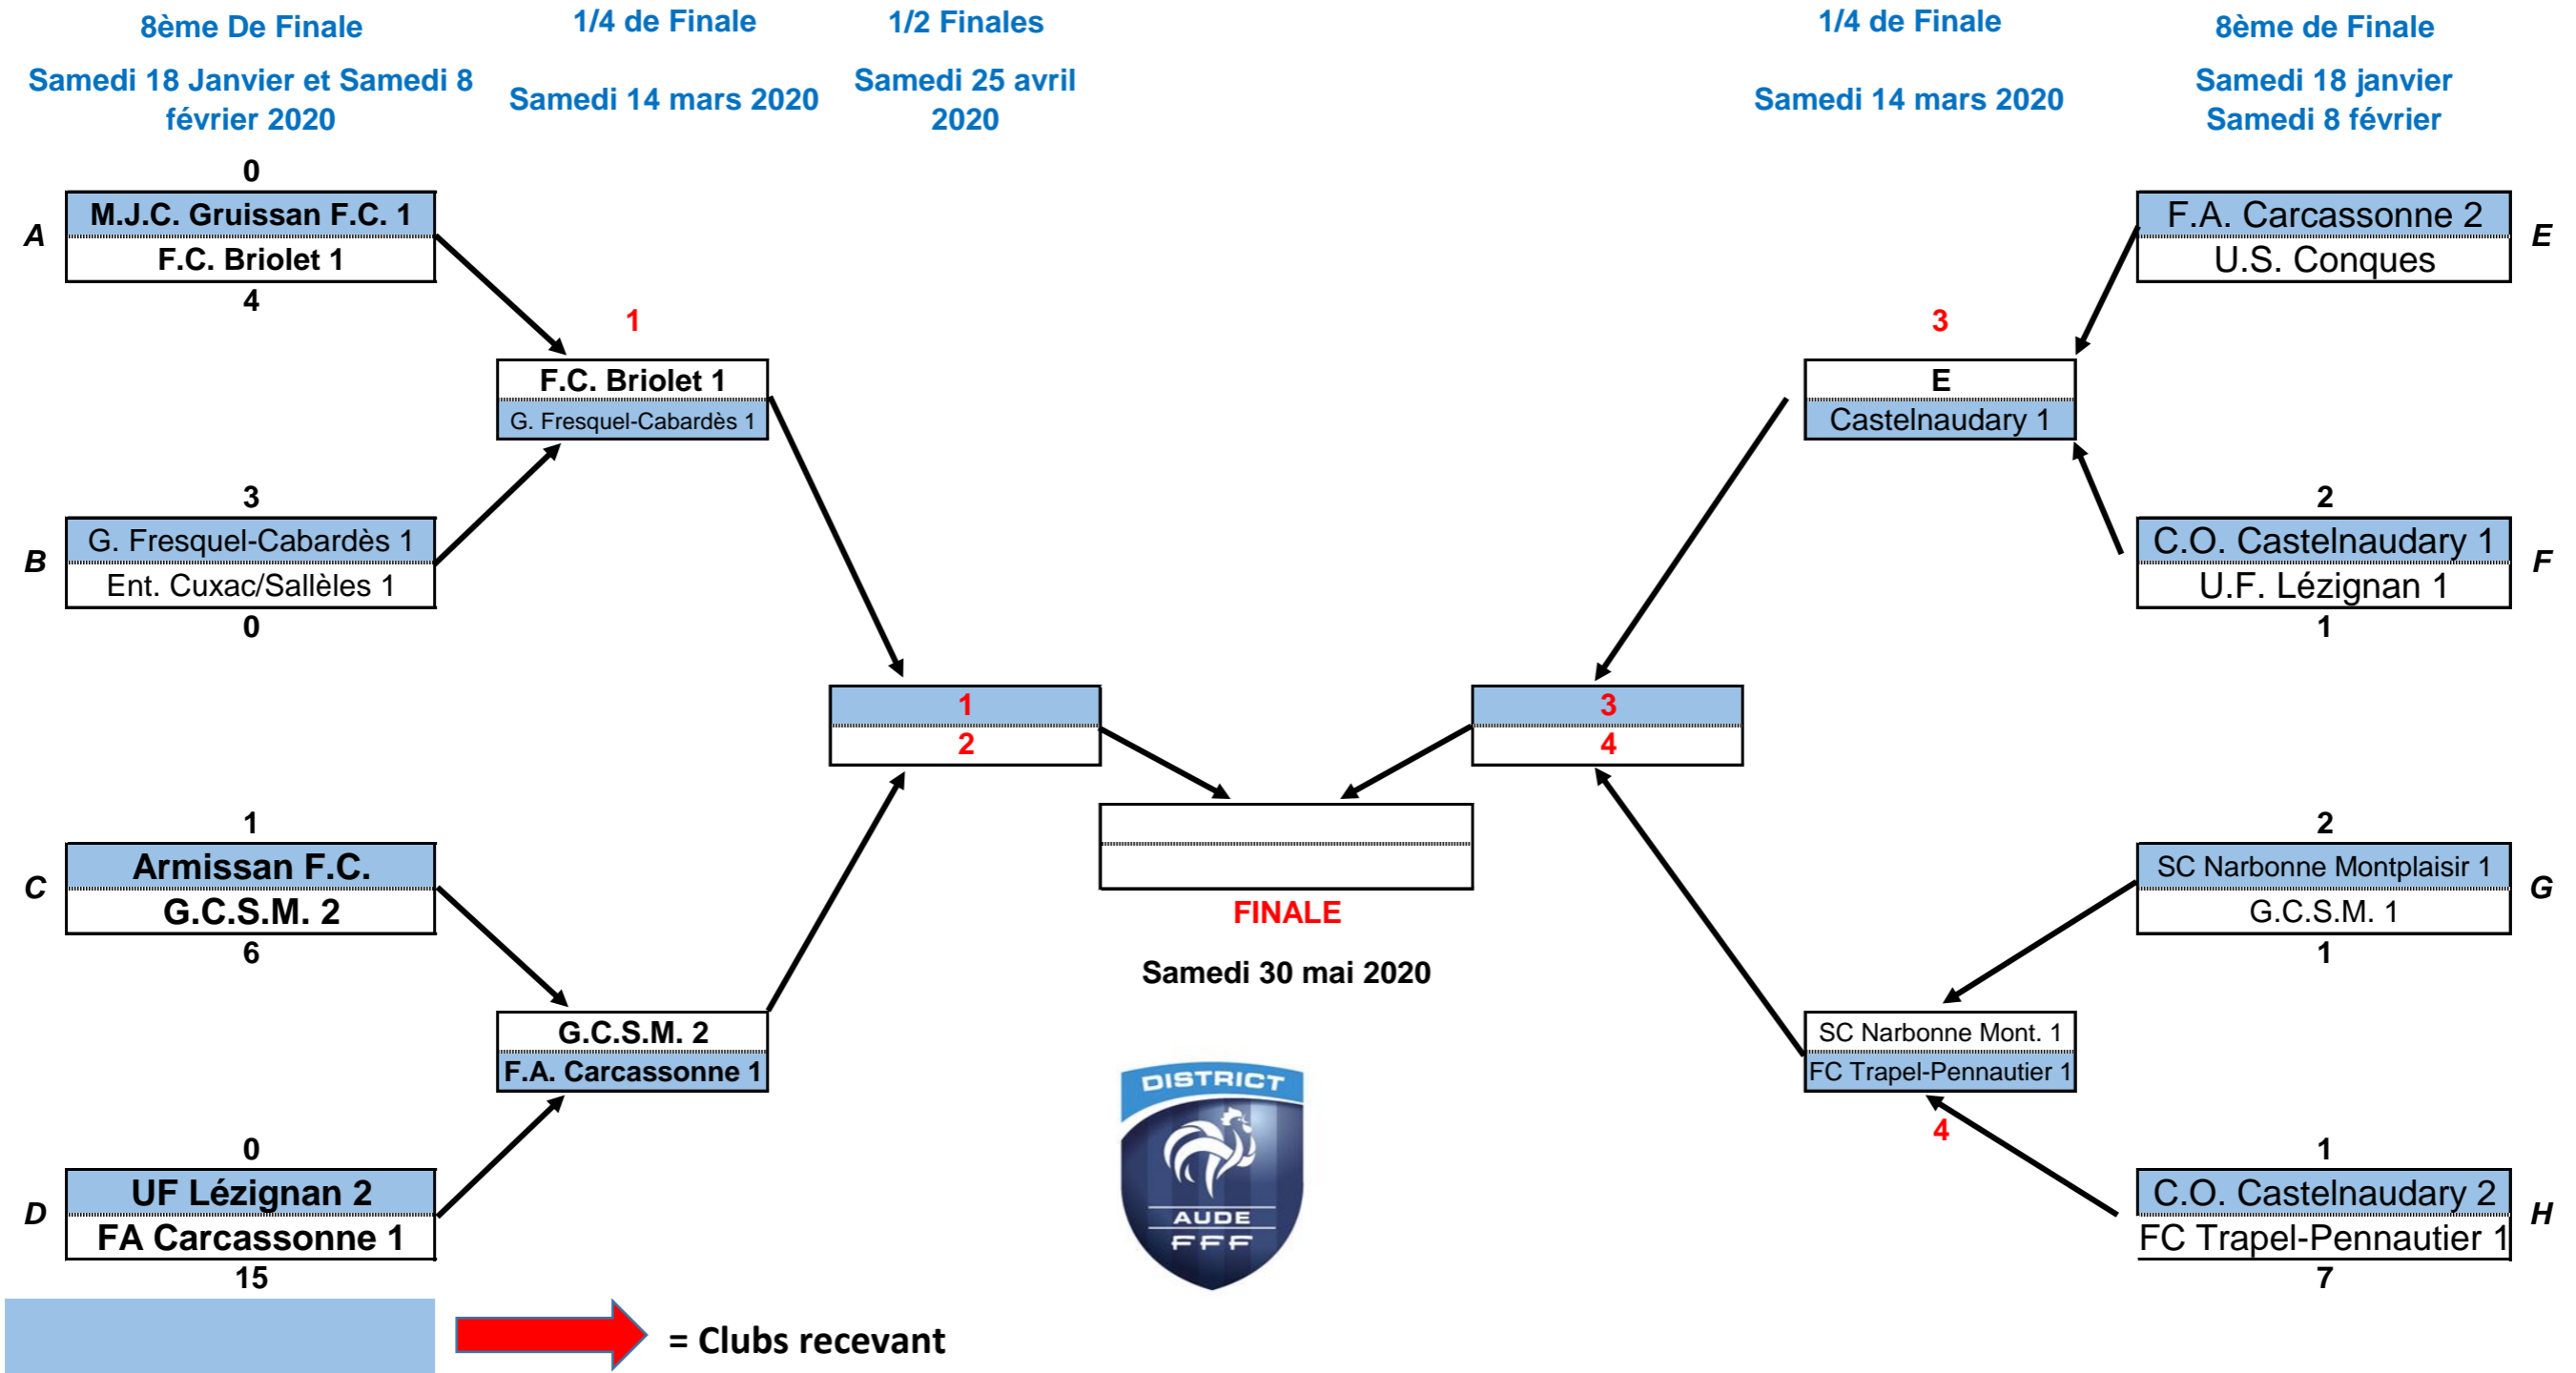 8ème De Finale
Samedi 18 Janvier et Samedi 8
février 2020
1/4 de Finale
Samedi 14 mars 2020
1/2 Finales
Samedi 25 avril
2020
1/4 de Finale
Samedi 14 mars 2020
8ème de Finale
Samedi 18 janvier
Samedi 8 février
0
A
M.J.C. Gruissan F.C. 1
F.C. Briolet 1
4
3
B
G. Fresquel-Cabardès 1
Ent. Cuxac/Sallèles 1
0
1
C
Armissan F.C.
G.C.S.M. 2
6
0
D
UF Lézignan 2
FA Carcassonne 1
15
1
F.C. Briolet 1
G. Fresquel-Cabardès 1
G.C.S.M. 2
F.A. Carcassonne 1
1
2
3
4
FINALE
Samedi 30 mai 2020
DISTRICT
AUDE
FFF
3
E
Castelnaudary 1
SC Narbonne Mont. 1
FC Trapel-Pennautier 1
4
F.A. Carcassonne 2
U.S. Conques
E
2
C.O. Castelnaudary 1
U.F. Lézignan 1
F
1
2
SC Narbonne Montplaisir 1
G.C.S.M. 1
G
1
1
C.O. Castelnaudary 2
FC Trapel-Pennautier 1
H
7
= Clubs recevant